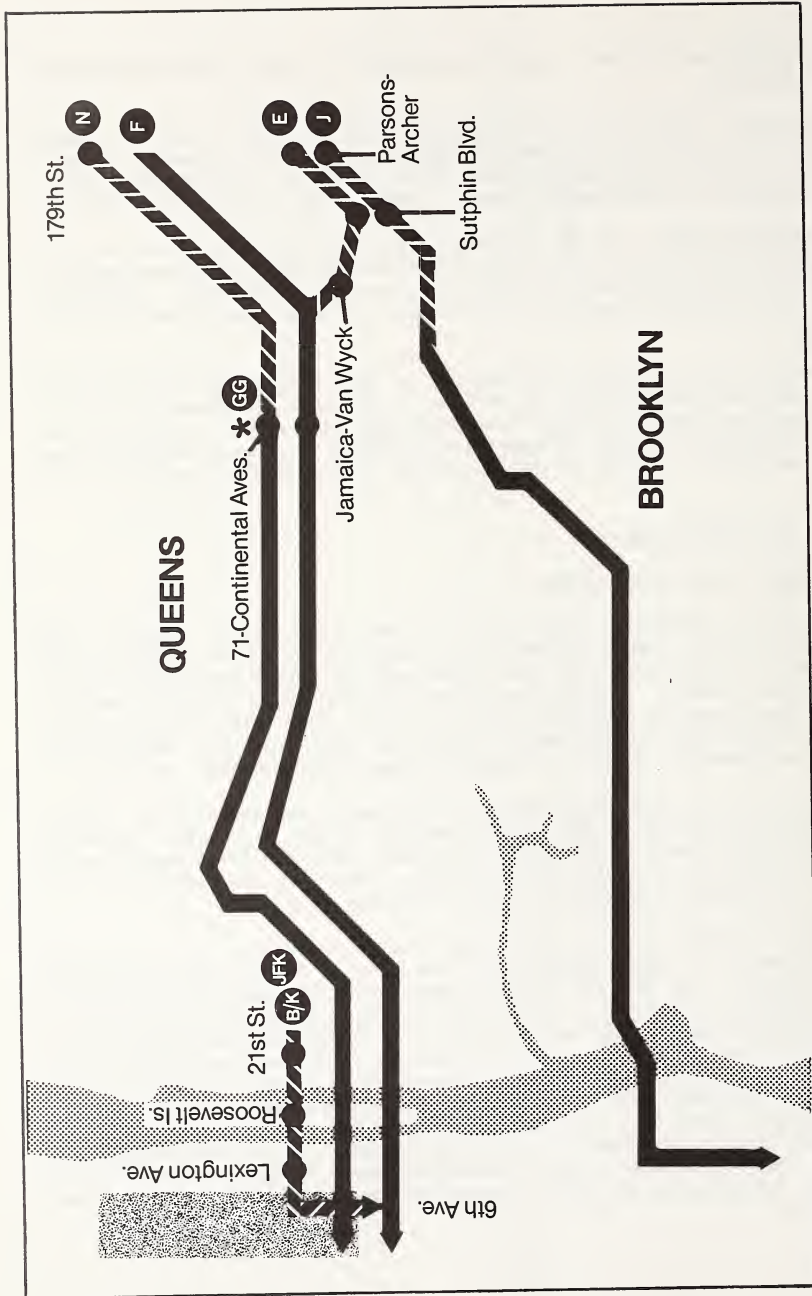 179th St.
N
F
E
J
Parsons-
Archer
Sutphin Blvd.
* GG
71-Continental Aves.
Jamaica-Van Wyck
QUEENS
BROOKLYN
JFK
B/K
21st St.
Roosevelt Is.
Lexington Ave.
6th Ave.